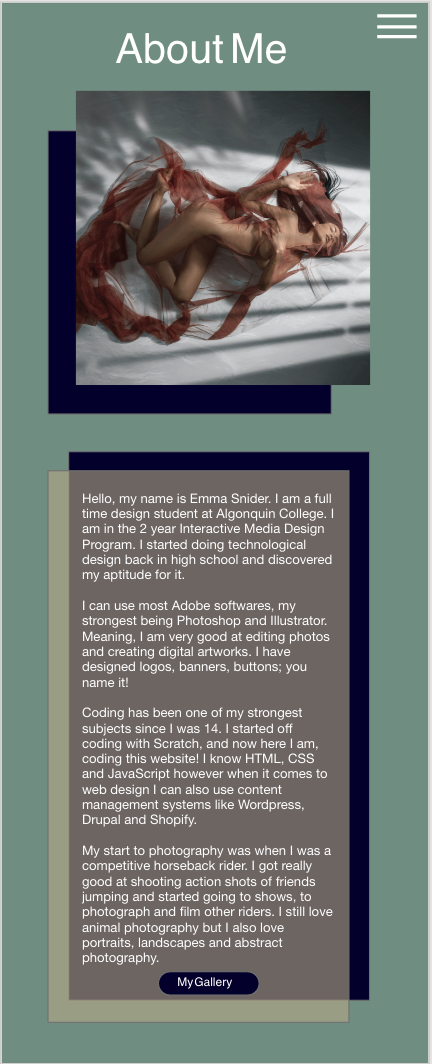 About Me
Hello, my name is Emma Snider. I am a full
time design student at Algonquin College. I
am in the 2 year Interactive Media Design
Program. I started doing technological
design back in high school and discovered
my aptitude for it.
I can use most Adobe softwares, my
strongest being Photoshop and Illustrator.
Meaning, I am very good at editing photos
and creating digital artworks. I have
designed logos, banners, buttons; you
name it!
Coding has been one of my strongest
subjects since I was 14. I started off
coding with Scratch, and now here I am,
coding this website! I know HTML, CSS
and JavaScript however when it comes to
web design I can also use content
management systems like Wordpress,
Drupal and Shopify.
My start to photography was when I was a
competitive horseback rider. I got really
good at shooting action shots of friends
jumping and started going to shows, to
photograph and film other riders. I still love
animal photography but I also love
portraits, landscapes and abstract
photography.
My Gallery